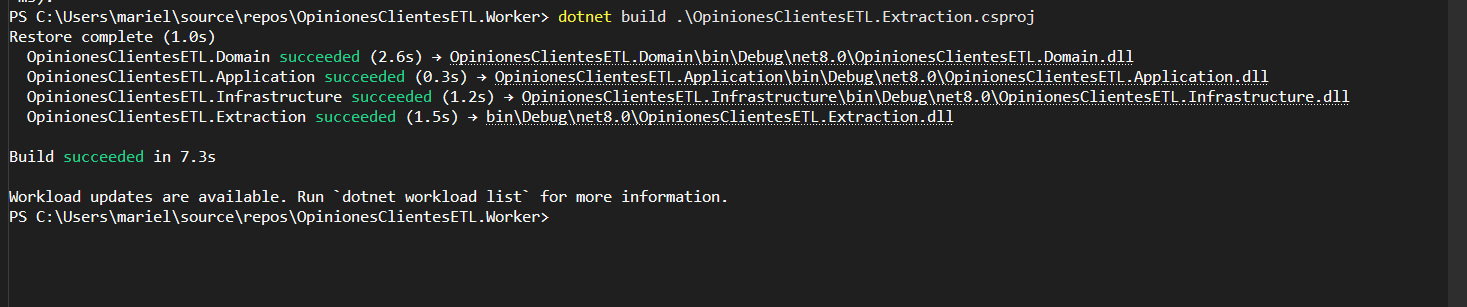 ms).
PS C:\Users\mariel\source\repos\OpinionesClientesETL.Worker> dotnet build .\OpinionesClientesETL.Extraction.csproj
Restore complete (1.0s)
OpinionesClientesETL.Domain succeeded (2.6s) → OpinionesClientesETL.Domain\bin\Debug\net8.0\OpinionesClientesETL.Domain.dll
OpinionesClientesETL.Application succeeded (0.3s) → OpinionesClientesETL.Application\bin\Debug\net8.0\OpinionesClientesETL.Application.dll
OpinionesClientesETL.Infrastructure succeeded (1.2s) → OpinionesClientesETL.Infrastructure\bin\Debug\net8.0\OpinionesClientesETL.Infrastructure.dll
OpinionesClientesETL.Extraction succeeded (1.5s) → bin\Debug\net8.0\OpinionesClientesETL.Extraction.dll
Build succeeded in 7.3s
Workload updates are available. Run `dotnet workload list` for more information.
PS C:\Users\mariel\source\repos\OpinionesClientesETL.Worker>